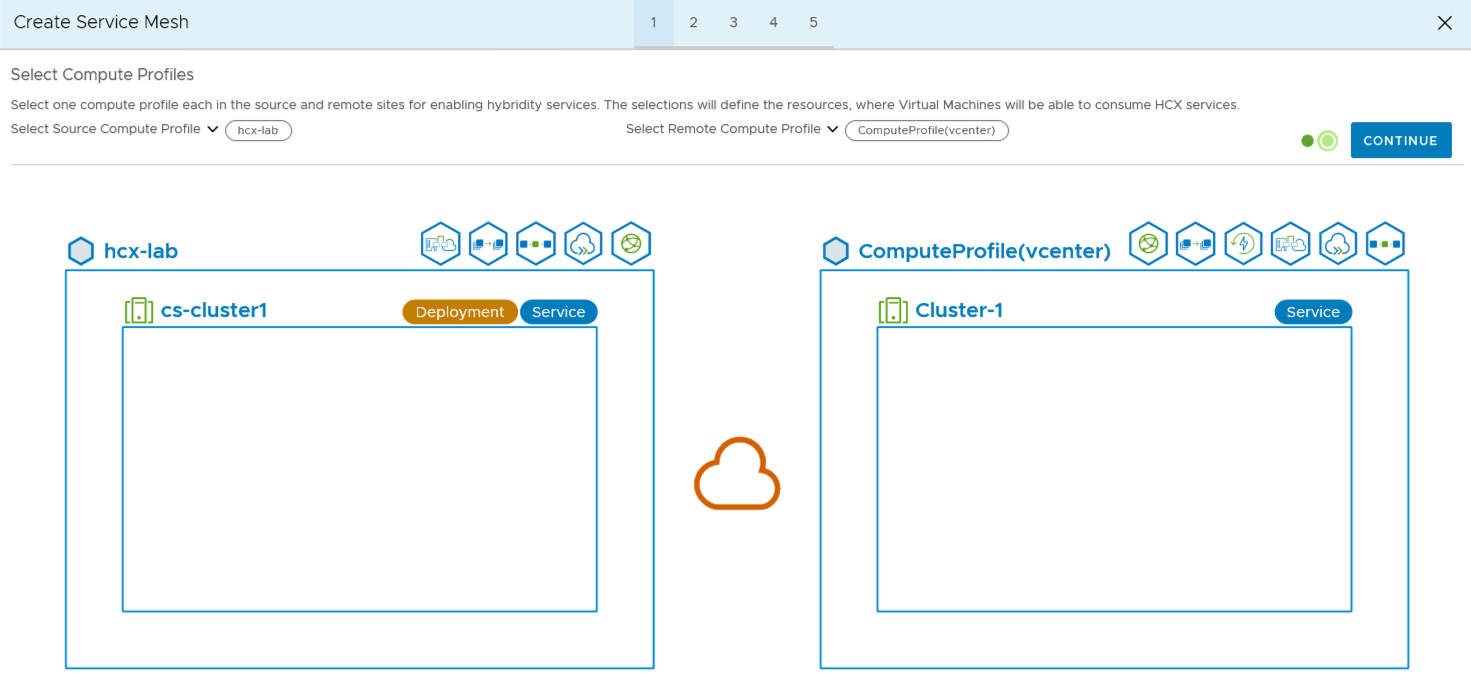 Create Service Mesh 1 2 3 4 5
Select Compute Profiles
Select one compute profile each in the source and remote sites for enabling hybridity services. The selections will define the resources, where Virtual Machines will be able to consume HCX services.
Select Source Compute Profile hcx-lab Select Remote Compute Profile ComputeProfile(vcenter)
CONTINUE
hcx-lab
cs-cluster1 Deployment Service
ComputeProfile(vcenter)
Cluster-1 Service